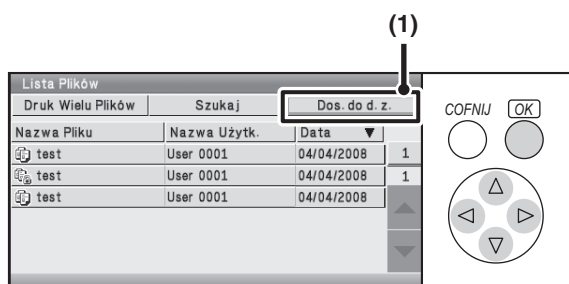 (1)
Lista Plików
Druk Wielu Plików Szukaj Dos. do d. z.
COFNIJ OK
Nazwa Pliku Nazwa Użytk. Data ▼
test User 0001 04/04/2008 1
test User 0001 04/04/2008 1
test User 0001 04/04/2008